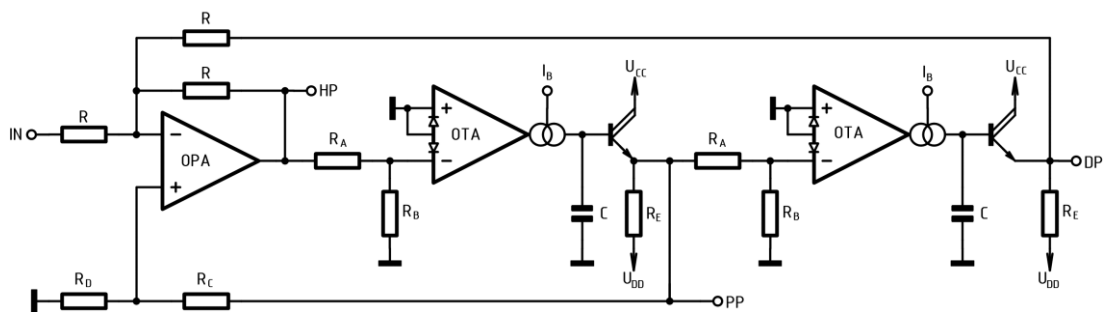 R
R
HP
R
IN
−
OPA
+
R_A
R_B
+
OTA
−
I_B
U_CC
C
R_E
U_DD
R_A
R_B
+
OTA
−
I_B
U_CC
DP
C
R_E
U_DD
R_D
R_C
PP